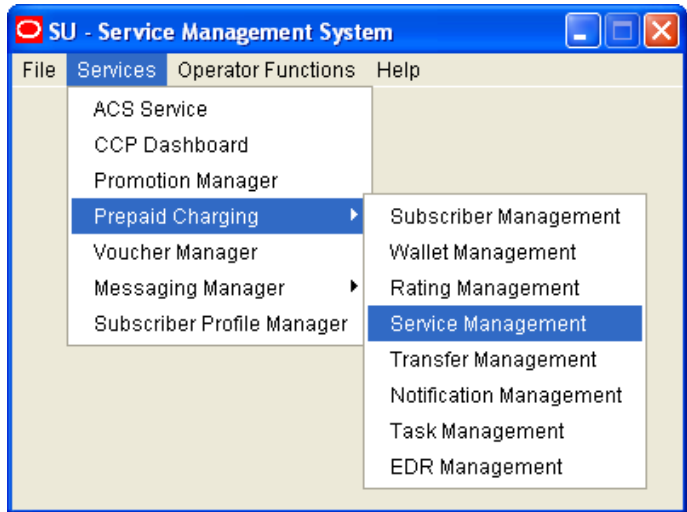 SU - Service Management System
File Services Operator Functions Help
ACS Service
CCP Dashboard
Promotion Manager
Prepaid Charging
Voucher Manager
Messaging Manager
Subscriber Profile Manager
Subscriber Management
Wallet Management
Rating Management
Service Management
Transfer Management
Notification Management
Task Management
EDR Management